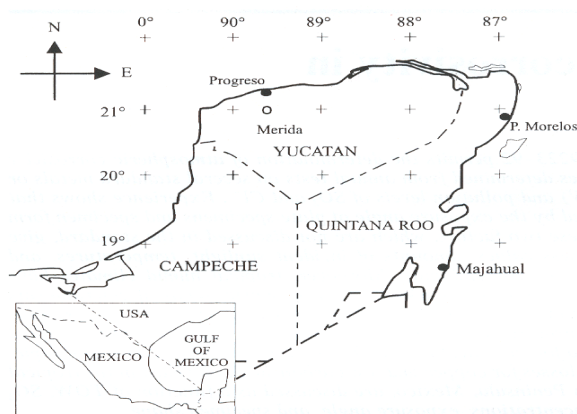 N
E
0°
90°
88°
87°
Progreso
21°
Merida
P. Morelos
YUCATAN
20°
QUINTANA ROO
19°
CAMPECHE
Majahual
USA
MEXICO
GULF
OF
MEXICO